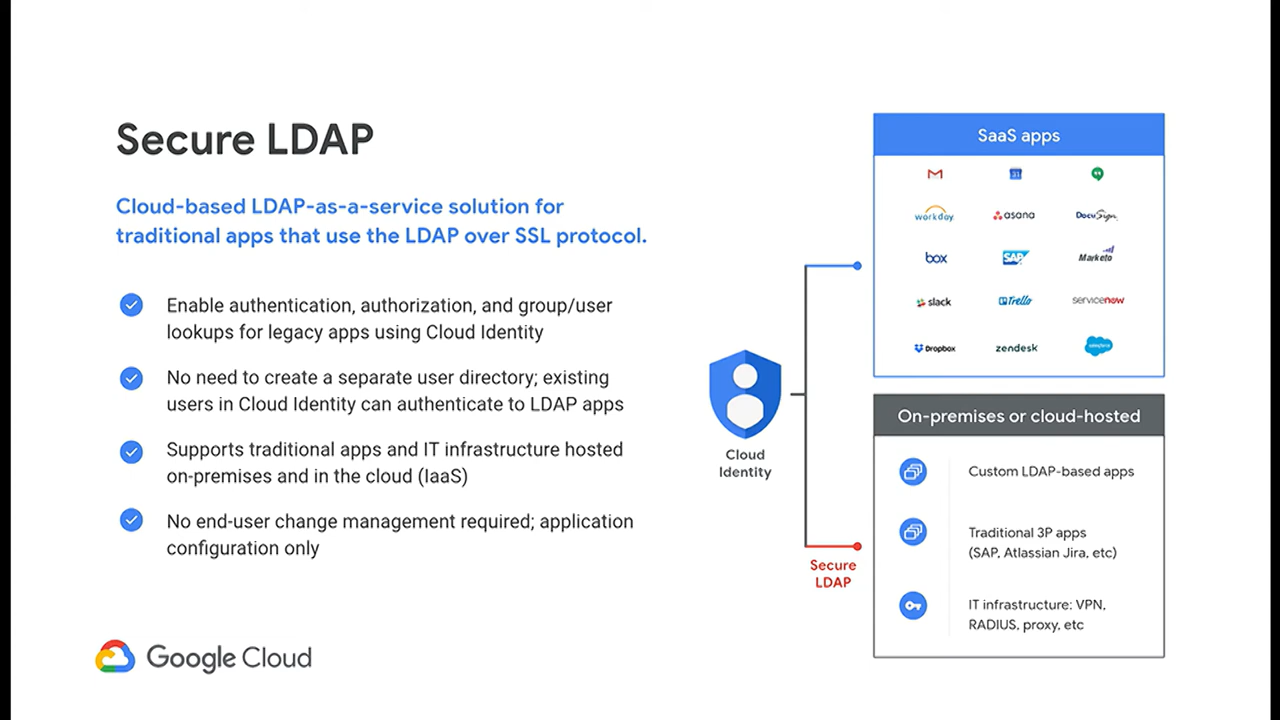 Secure LDAP
Cloud-based LDAP-as-a-service solution for
traditional apps that use the LDAP over SSL protocol.
Enable authentication, authorization, and group/user
lookups for legacy apps using Cloud Identity
No need to create a separate user directory; existing
users in Cloud Identity can authenticate to LDAP apps
Supports traditional apps and IT infrastructure hosted
on-premises and in the cloud (IaaS)
No end-user change management required; application
configuration only
Google Cloud
Cloud
Identity
Secure
LDAP
SaaS apps
31
workday.
asana
DocuSign
box
SAP
Marketo
slack
Trello
servicenow
Dropbox
zendesk
salesforce
On-premises or cloud-hosted
Custom LDAP-based apps
Traditional 3P apps
(SAP, Atlassian Jira, etc)
IT infrastructure: VPN,
RADIUS, proxy, etc